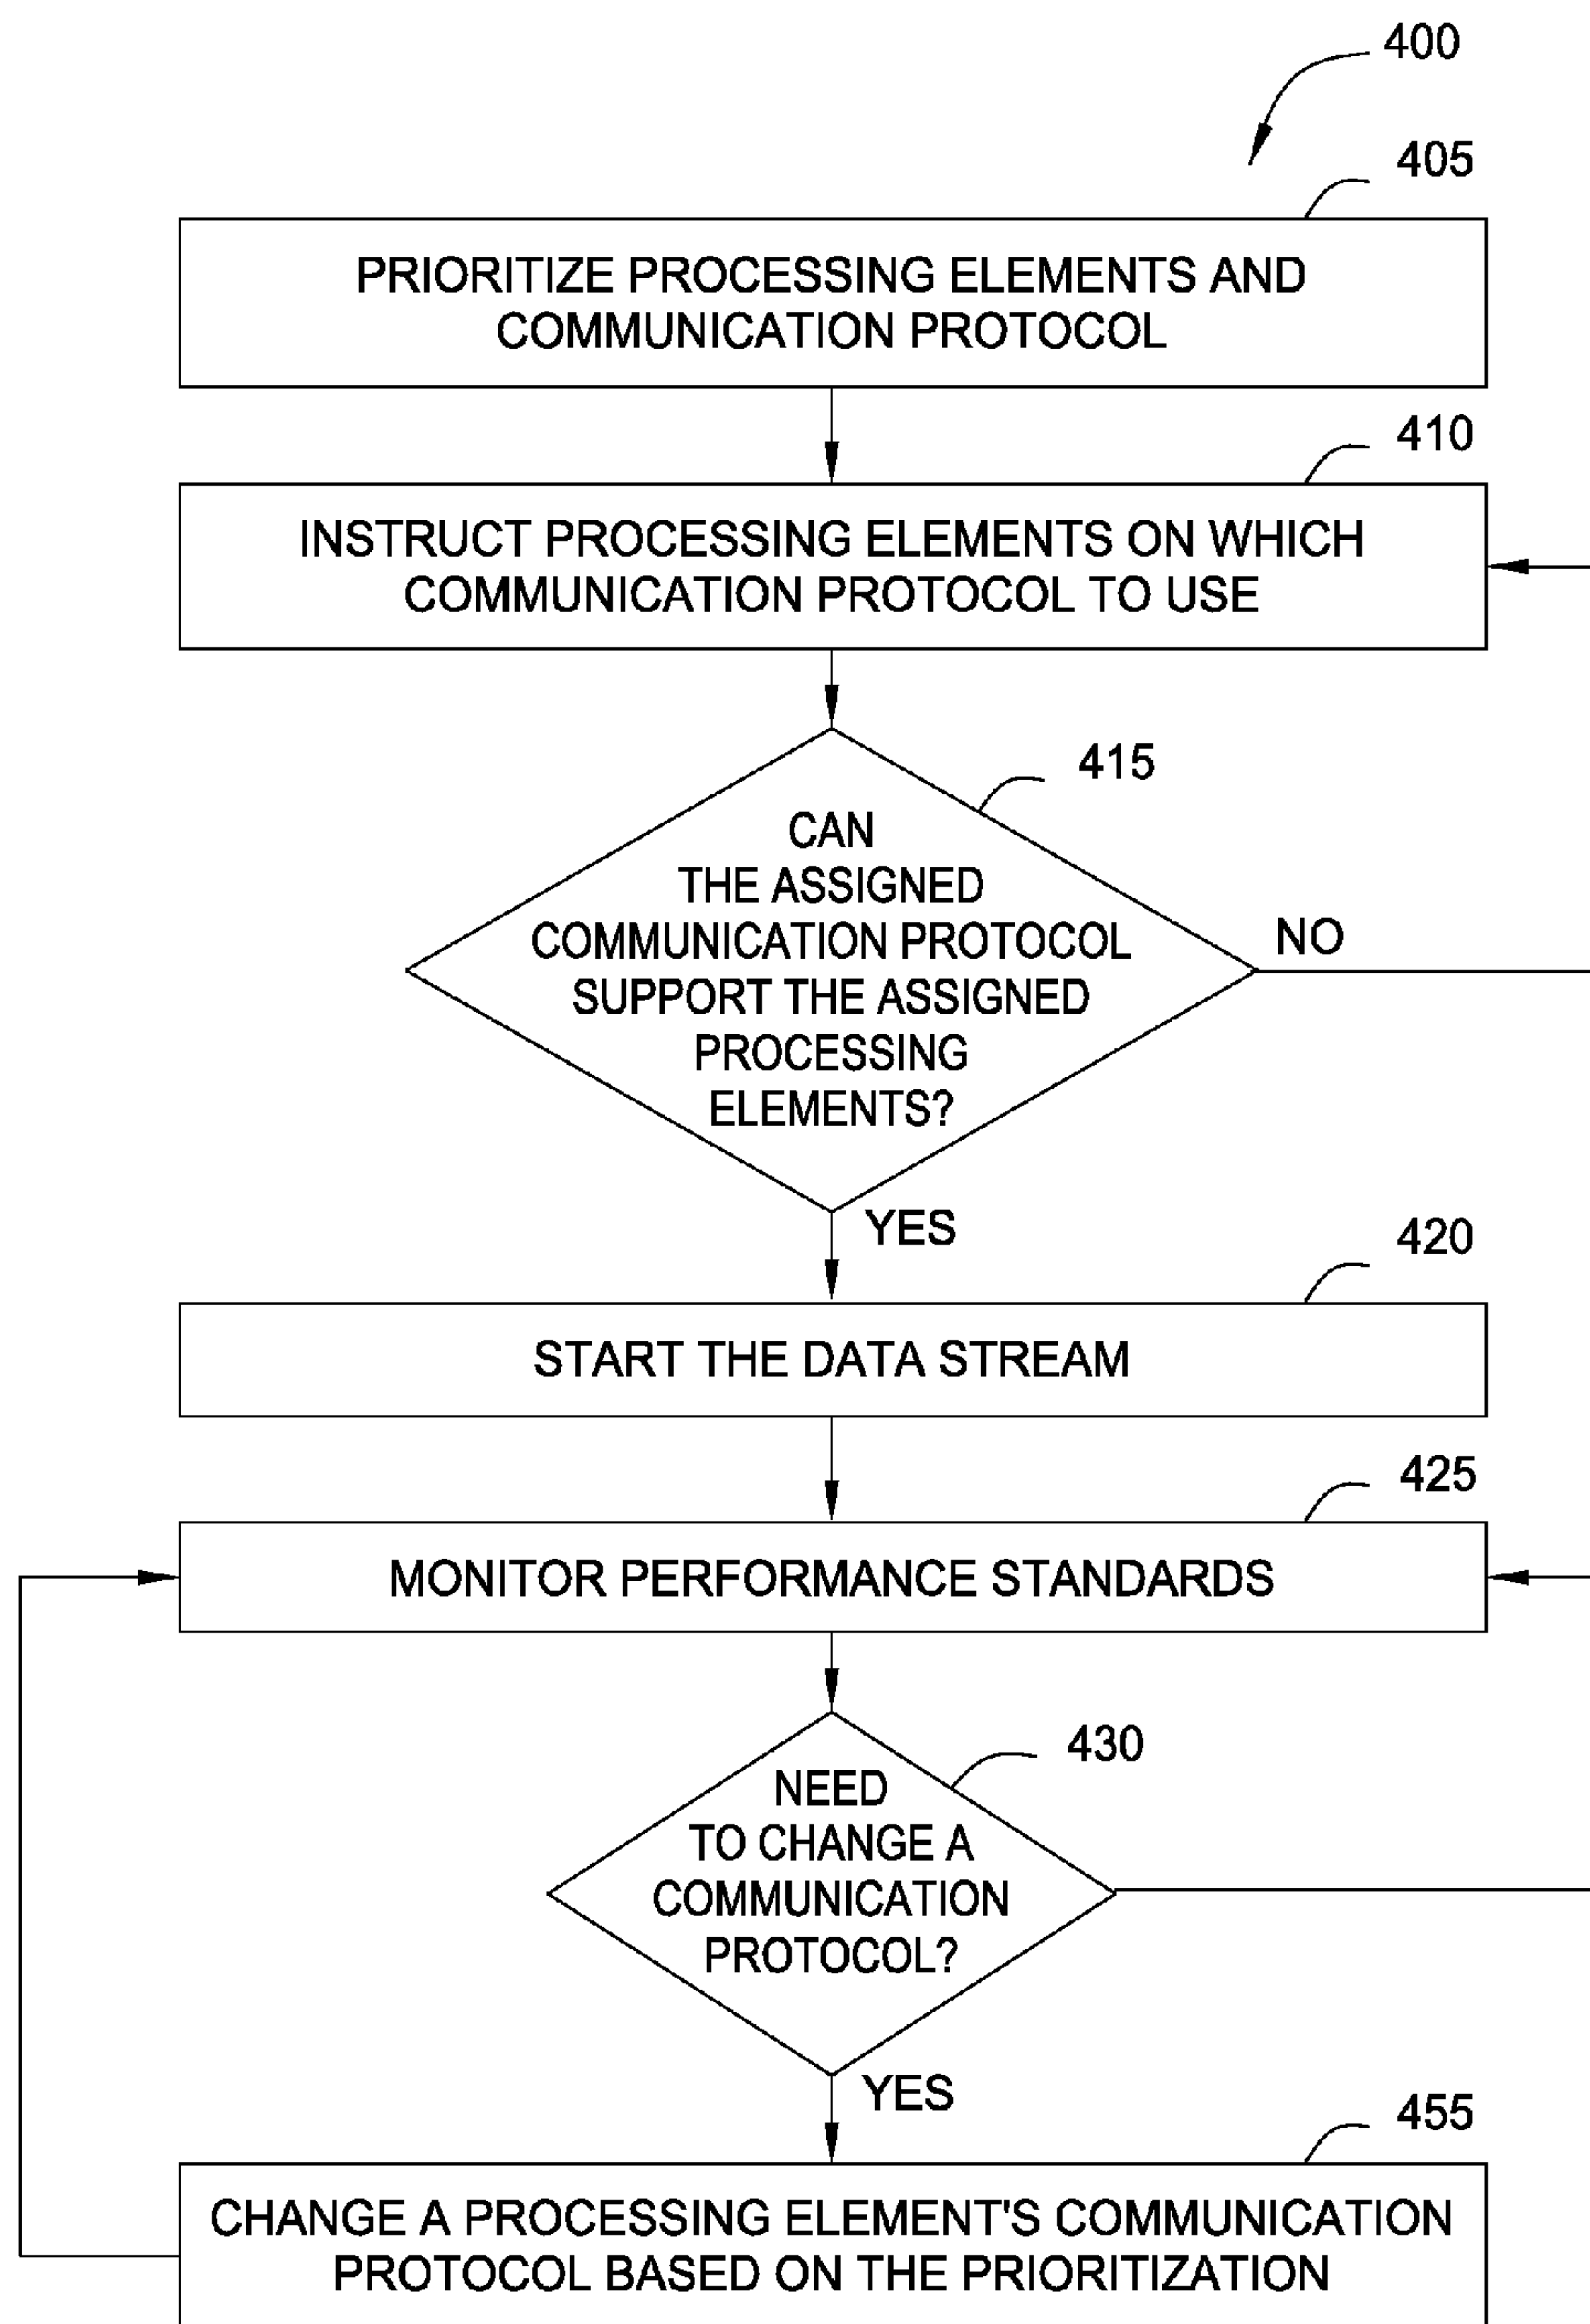 400
405
PRIORITIZE PROCESSING ELEMENTS AND
COMMUNICATION PROTOCOL
410
INSTRUCT PROCESSING ELEMENTS ON WHICH
COMMUNICATION PROTOCOL TO USE
415
CAN
THE ASSIGNED
COMMUNICATION PROTOCOL
SUPPORT THE ASSIGNED
PROCESSING
ELEMENTS?
NO
YES
420
START THE DATA STREAM
425
MONITOR PERFORMANCE STANDARDS
430
NEED
TO CHANGE A
COMMUNICATION
PROTOCOL?
YES
455
CHANGE A PROCESSING ELEMENT'S COMMUNICATION
PROTOCOL BASED ON THE PRIORITIZATION